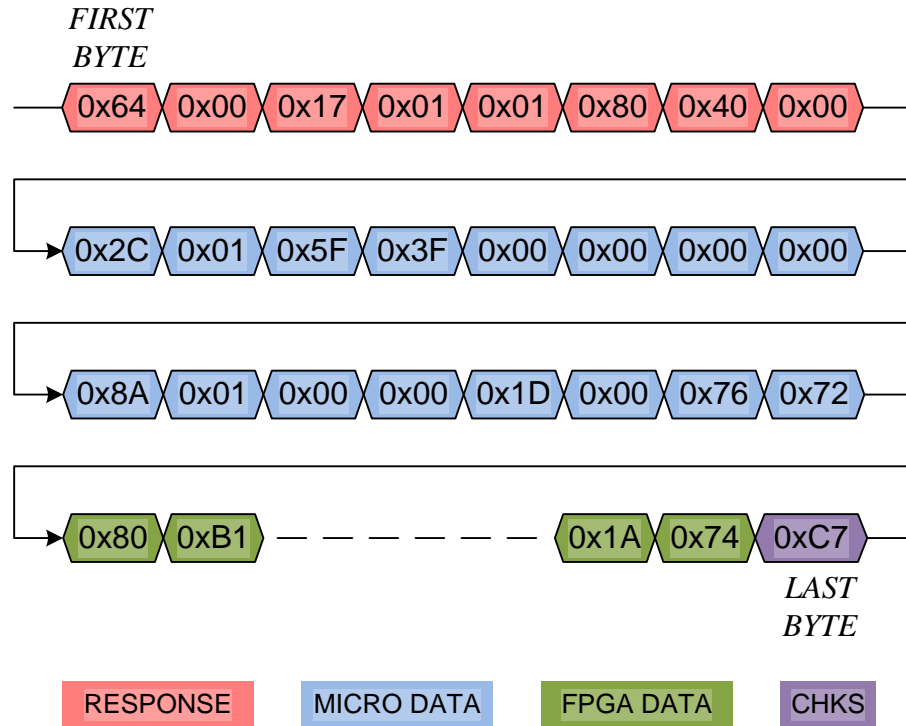 FIRST
BYTE
0x64 0x00 0x17 0x01 0x01 0x80 0x40 0x00
0x2C 0x01 0x5F 0x3F 0x00 0x00 0x00 0x00
0x8A 0x01 0x00 0x00 0x1D 0x00 0x76 0x72
0x80 0xB1 0x1A 0x74 0xC7
LAST
BYTE
RESPONSE MICRO DATA FPGA DATA CHKS